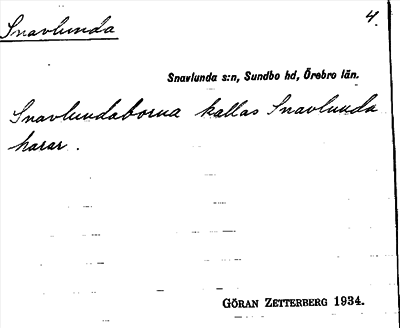 Snavlunda
4.
Snavlunda s:n, Sundbo hd, Örebro län.
Snavlundaborna kallas Snavlunda
harar.
GÖRAN ZETTERBERG 1934.